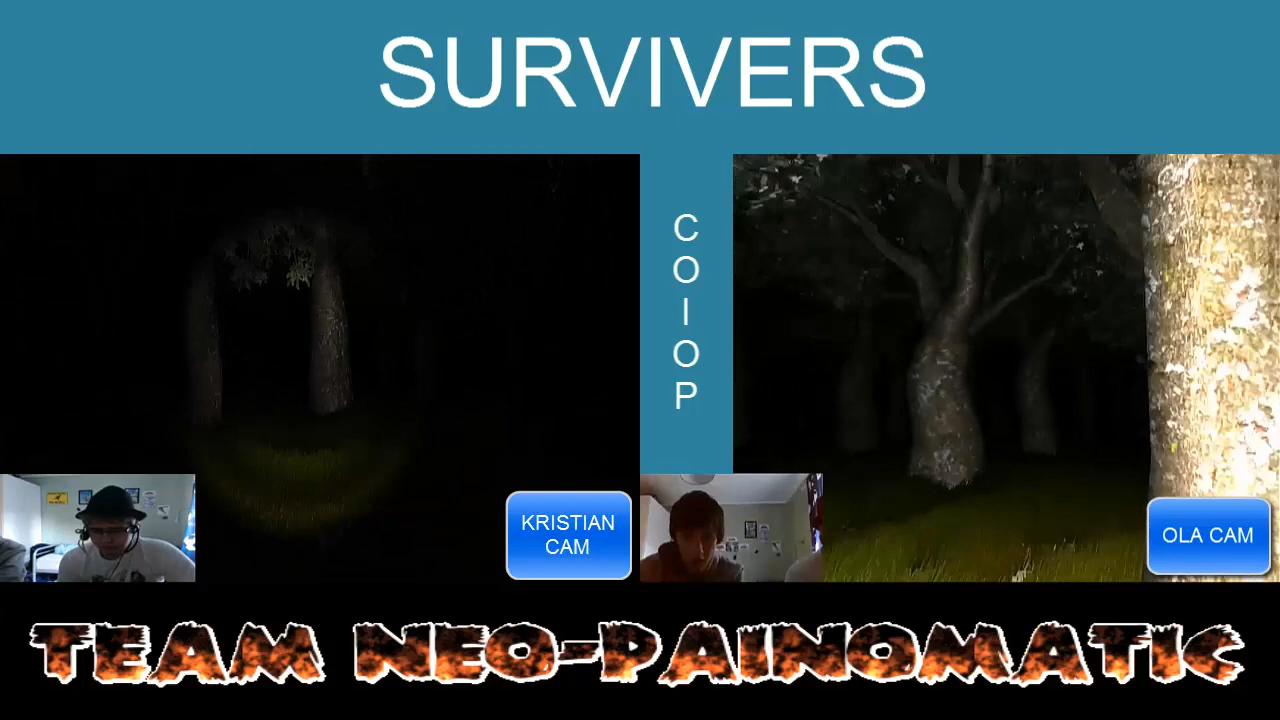 SURVIVERS
C
O
I
O
P
KRISTIAN
CAM
OLA CAM
TEAM NEO-PAINOMATIC